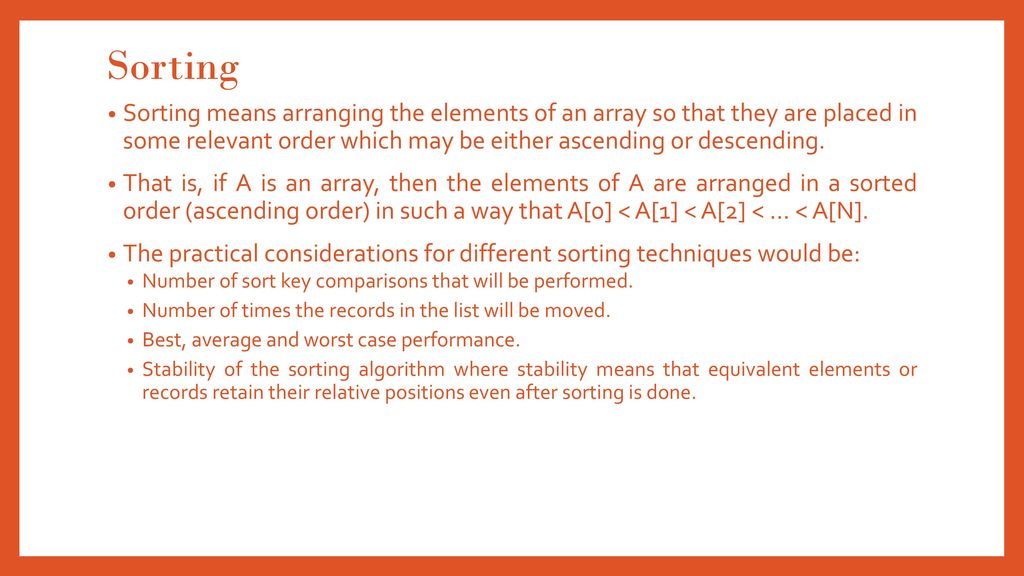 Sorting
• Sorting means arranging the elements of an array so that they are placed in
some relevant order which may be either ascending or descending.
• That is, if A is an array, then the elements of A are arranged in a sorted
order (ascending order) in such a way that A[0] < A[1] < A[2] < ... < A[N].
• The practical considerations for different sorting techniques would be:
• Number of sort key comparisons that will be performed.
• Number of times the records in the list will be moved.
• Best, average and worst case performance.
• Stability of the sorting algorithm where stability means that equivalent elements or
records retain their relative positions even after sorting is done.